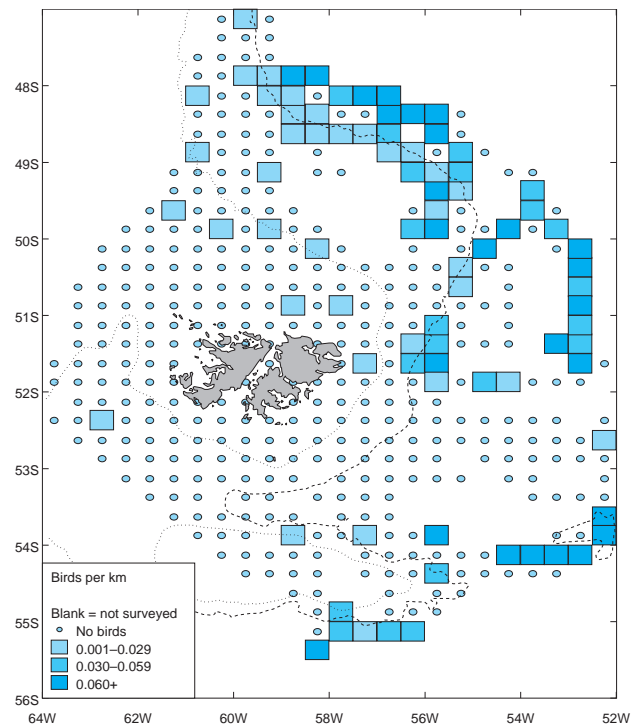 48S
49S
50S
51S
52S
53S
54S
55S
56S
Birds per km
Blank = not surveyed
No birds
0.001–0.029
0.030–0.059
0.060+
64W 62W 60W 58W 56W 54W 52W